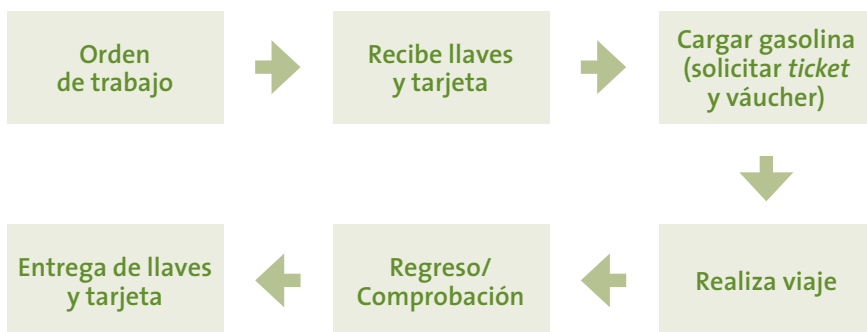 Orden
de trabajo
Recibe llaves
y tarjeta
Cargar gasolina
(solicitar ticket
y váucher)
Realiza viaje
Regreso/
Comprobación
Entrega de llaves
y tarjeta